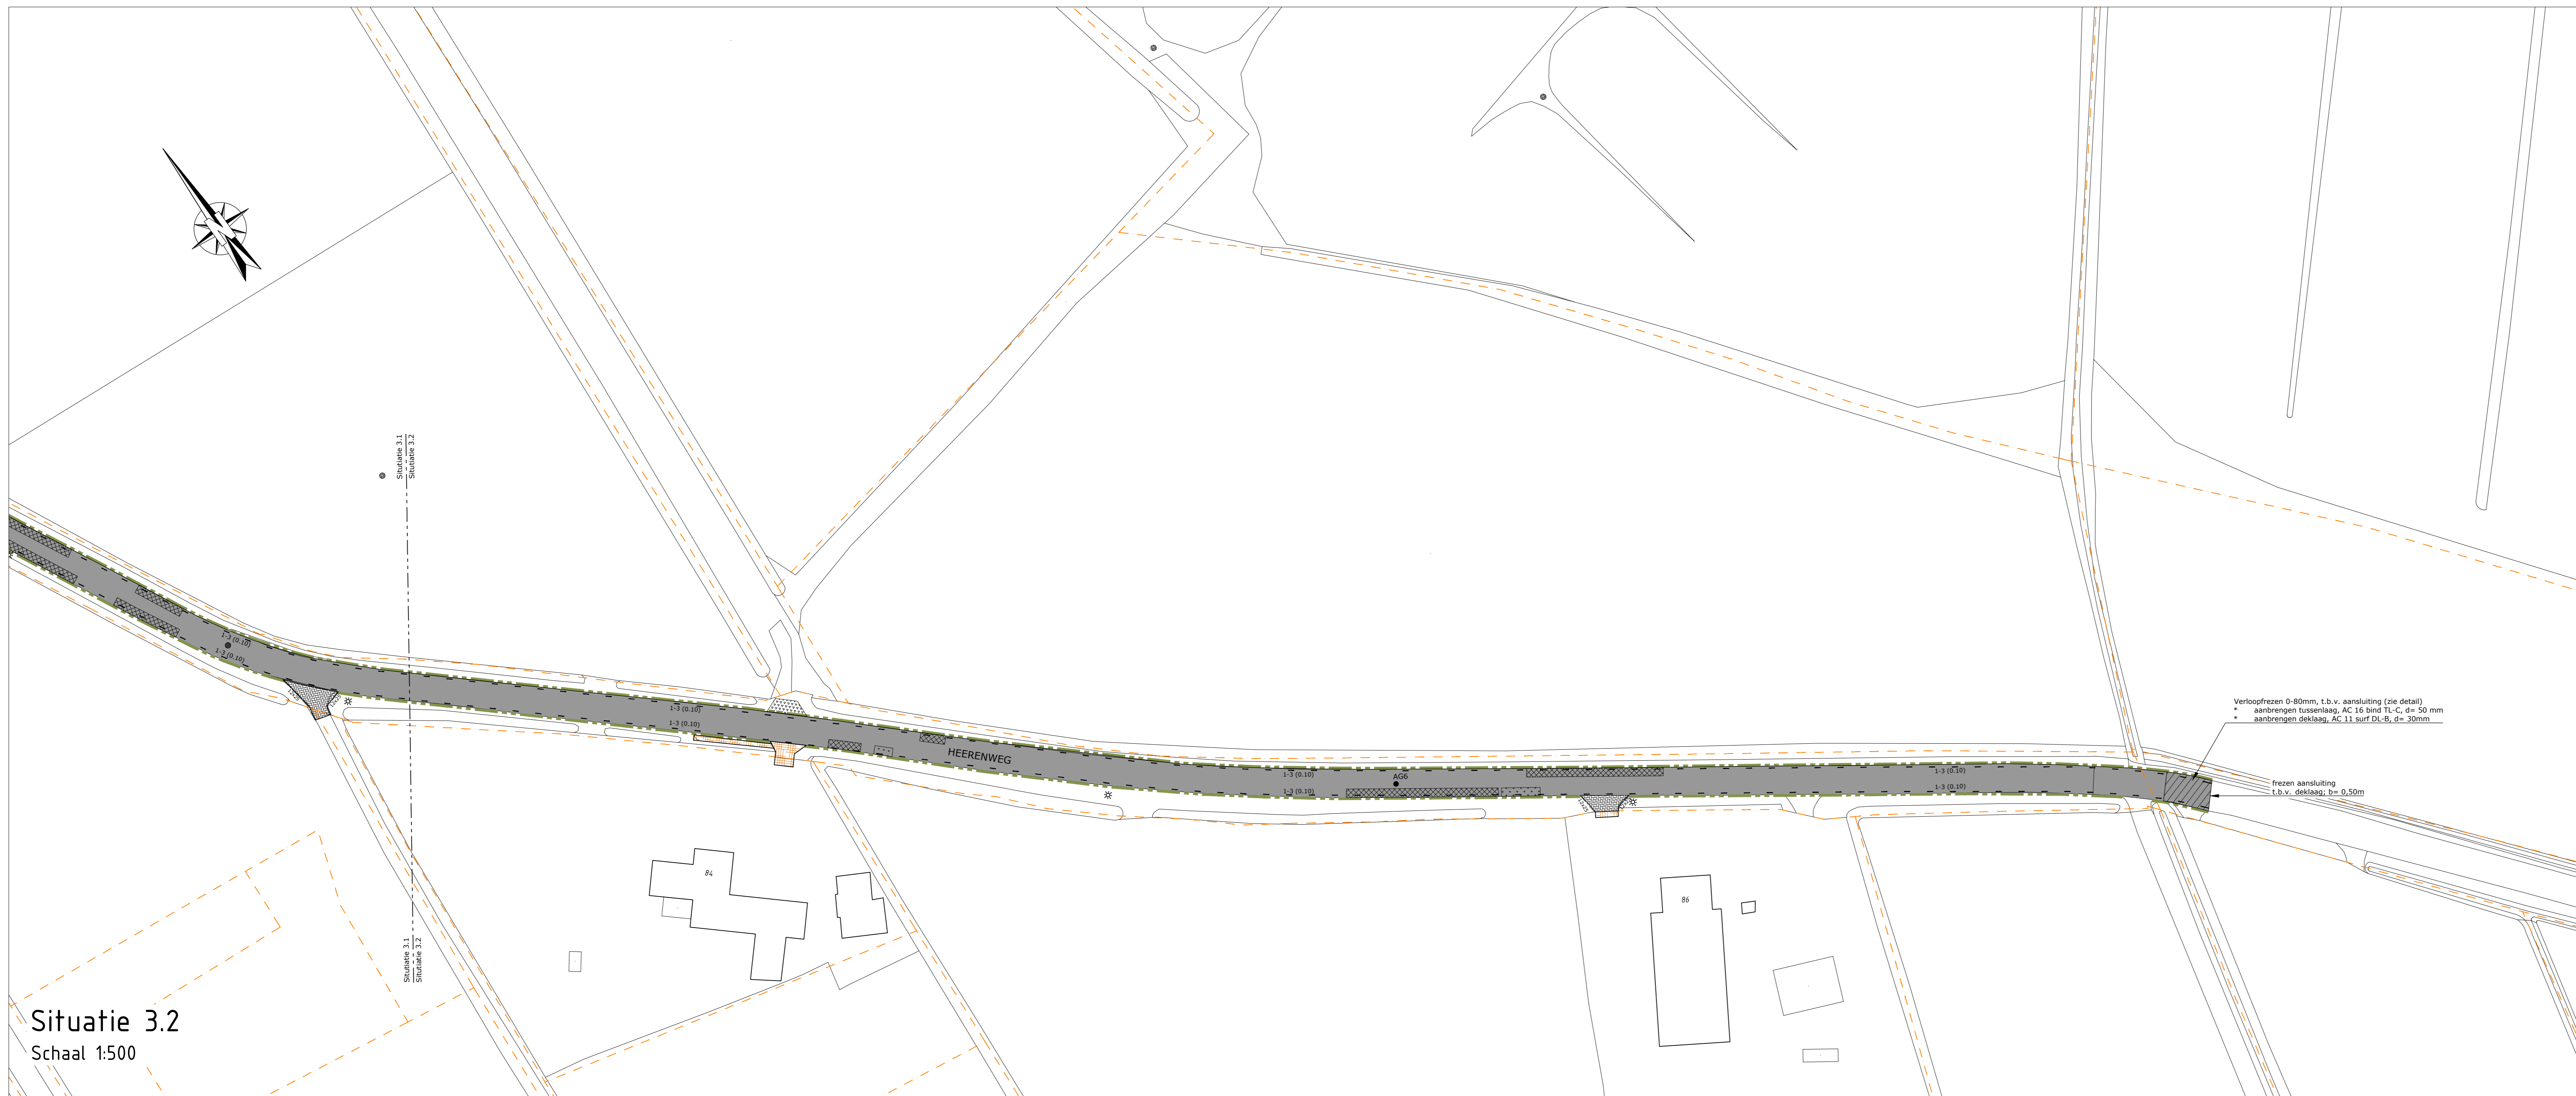 Situtiatie 3.1
Situtiatie 3.2
1-3 (0.10)
1-3 (0.10)
1-3 (0.10)
1-3 (0.10)
HEERENWEG
1-3 (0.10)
AG6
1-3 (0.10)
1-3 (0.10)
1-3 (0.10)
Verloopfrezen 0-80mm, t.b.v. aansluiting (zie detail)
* aanbrengen tussenlaag, AC 16 bind TL-C, d= 50 mm
* aanbrengen deklaag, AC 11 surf DL-B, d= 30mm
frezen aansluiting
t.b.v. deklaag; b= 0,50m
84
86
Situtiatie 3.1
Situtiatie 3.2
Situatie 3.2
Schaal 1:500